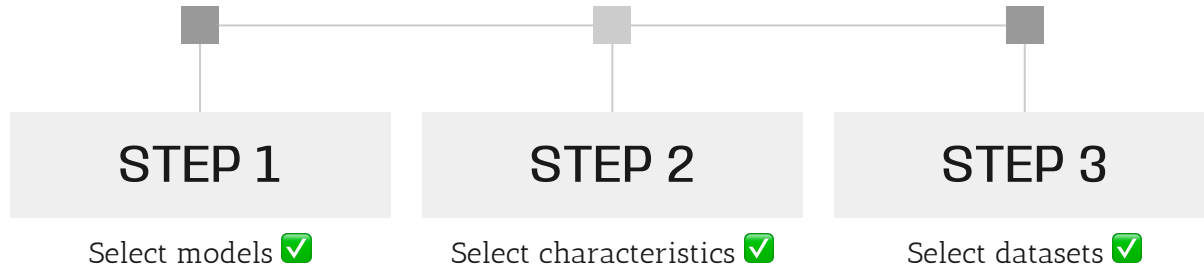 STEP 1
Select models ✅
STEP 2
Select characteristics ✅
STEP 3
Select datasets ✅